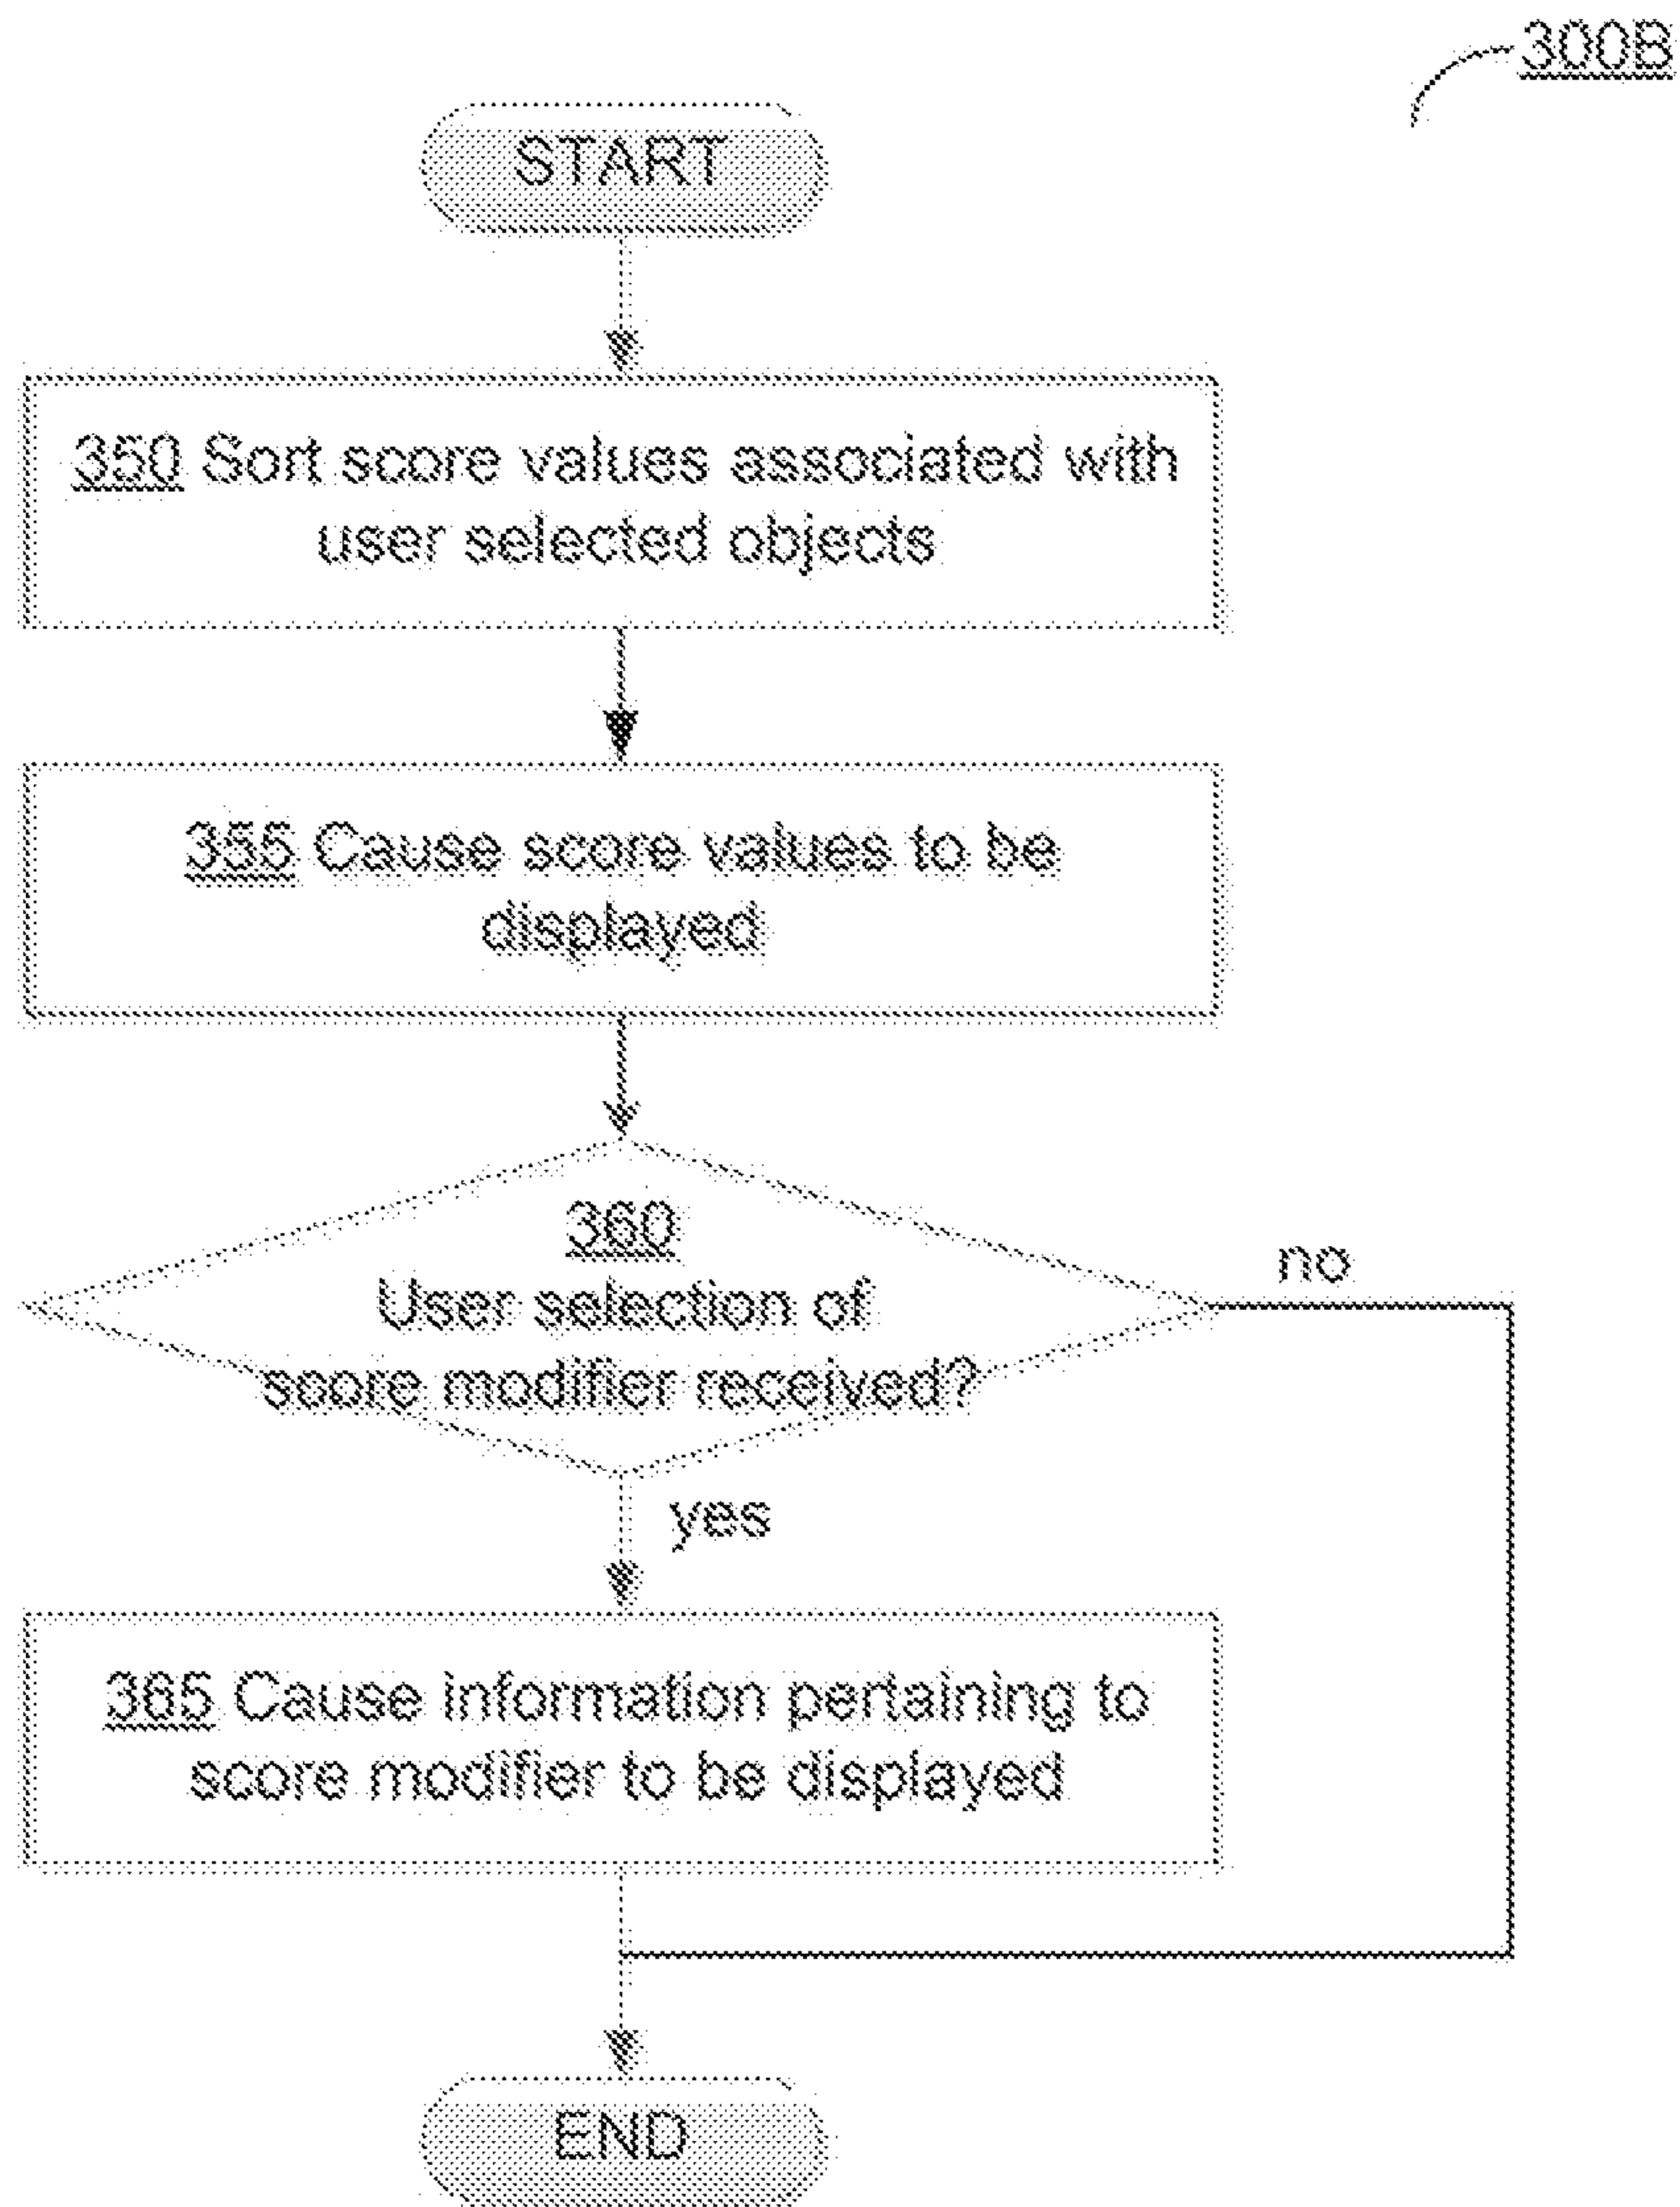 300B
START
350 Sort score values associated with
user selected objects
355 Cause score values to be
displayed
360
User selection of
score modifier received?
no
yes
365 Cause information pertaining to
score modifier to be displayed
END